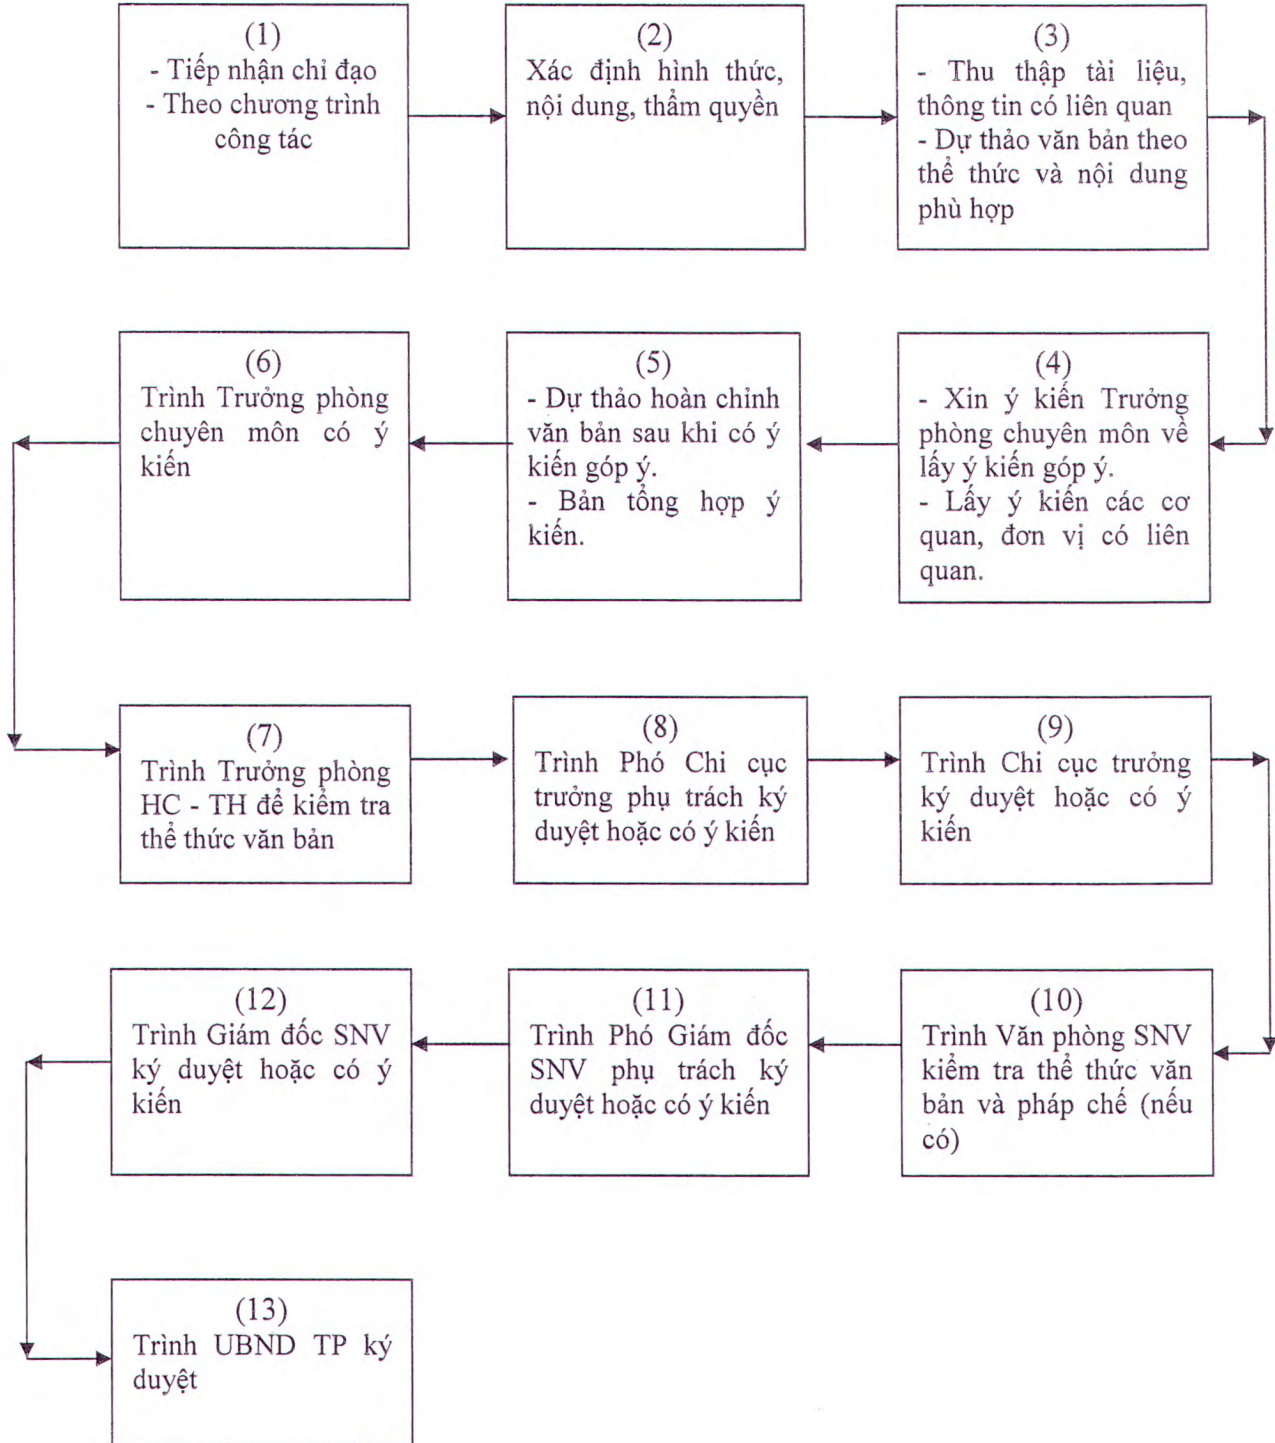 (1)
- Tiếp nhận chỉ đạo
- Theo chương trình
công tác
(2)
Xác định hình thức,
nội dung, thẩm quyền
(3)
- Thu thập tài liệu,
thông tin có liên quan
- Dự thảo văn bản theo
thể thức và nội dung
phù hợp
(4)
- Xin ý kiến Trưởng
phòng chuyên môn về
lấy ý kiến góp ý.
- Lấy ý kiến các cơ
quan, đơn vị có liên
quan.
(5)
- Dự thảo hoàn chỉnh
văn bản sau khi có ý
kiến góp ý.
- Bản tổng hợp ý
kiến.
(6)
Trình Trưởng phòng
chuyên môn có ý
kiến
(7)
Trình Trưởng phòng
HC - TH để kiểm tra
thể thức văn bản
(8)
Trình Phó Chi cục
trưởng phụ trách ký
duyệt hoặc có ý kiến
(9)
Trình Chi cục trưởng
ký duyệt hoặc có ý
kiến
(10)
Trình Văn phòng SNV
kiểm tra thể thức văn
bản và pháp chế (nếu
có)
(11)
Trình Phó Giám đốc
SNV phụ trách ký
duyệt hoặc có ý kiến
(12)
Trình Giám đốc SNV
ký duyệt hoặc có ý
kiến
(13)
Trình UBND TP ký
duyệt